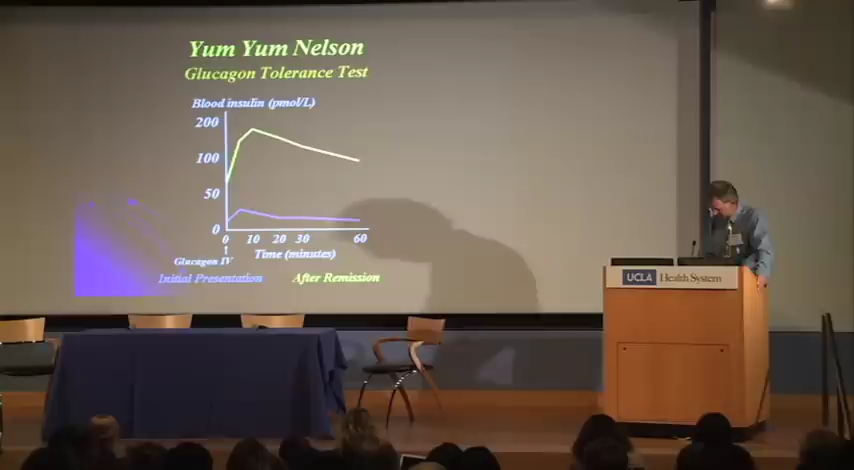 Yum Yum Nelson
Glucagon Tolerance Test
Blood insulin (pmol/L)
200
100
50
0
0 10 20 30 60
Glucagon IV
Time (minutes)
Initial Presentation
After Remission
UCLA Health System